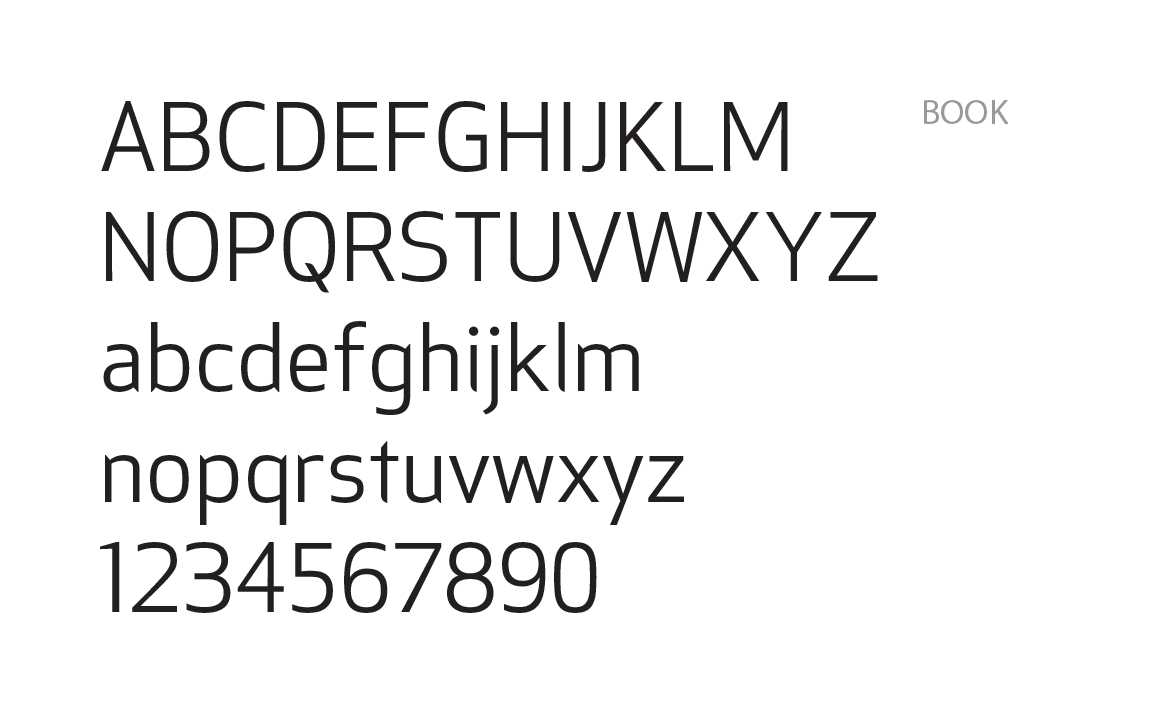 ABCDEFGHIJKLM
BOOK
NOPQRSTUVWXYZ
abcdefghijklm
nopqrstuvwxyz
1234567890